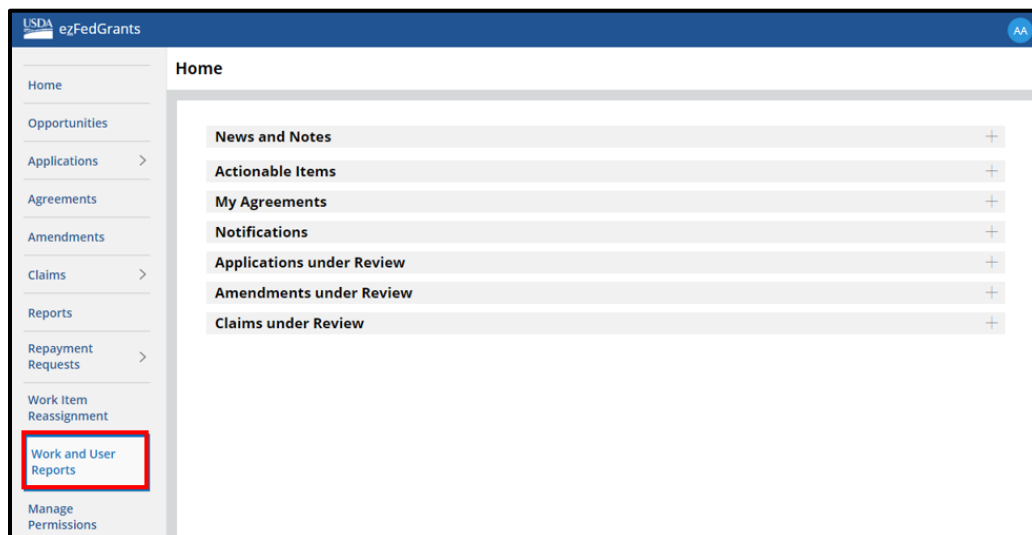 USDA ezFedGrants
AA
Home
Home
Opportunities
Applications
Agreements
Amendments
Claims
Reports
Repayment
Requests
Work Item
Reassignment
Work and User
Reports
Manage
Permissions
News and Notes
Actionable Items
My Agreements
Notifications
Applications under Review
Amendments under Review
Claims under Review